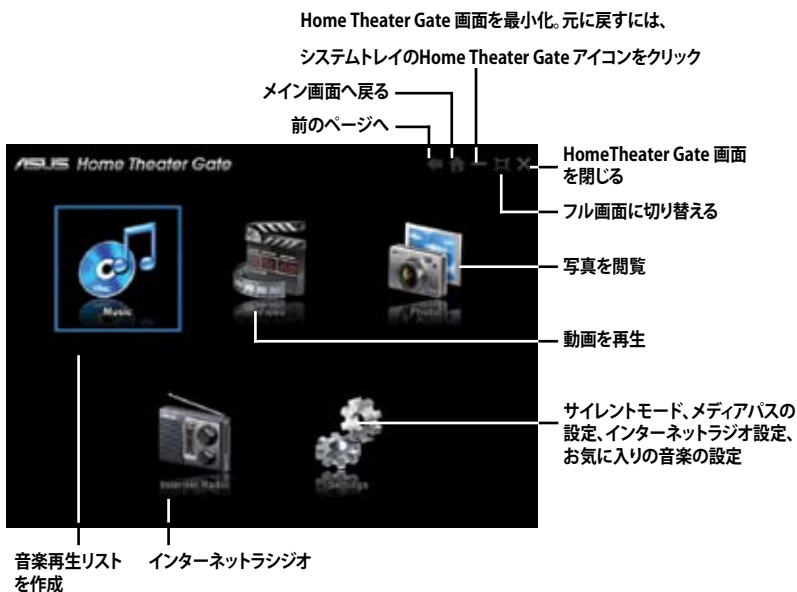 Home Theater Gate 画面を最小化。元に戻すには、
システムトレイのHome Theater Gate アイコンをクリック
メイン画面へ戻る
前のページへ
ASUS Home Theater Gate
HomeTheater Gate 画面
を閉じる
フル画面に切り替える
写真を閲覧
Music
Video
Photo
動画を再生
サイレントモード、メディアパスの
設定、インターネットラジオ設定、
お気に入りの音楽の設定
Internet Radio
Settings
音楽再生リスト
を作成
インターネットラシジオ